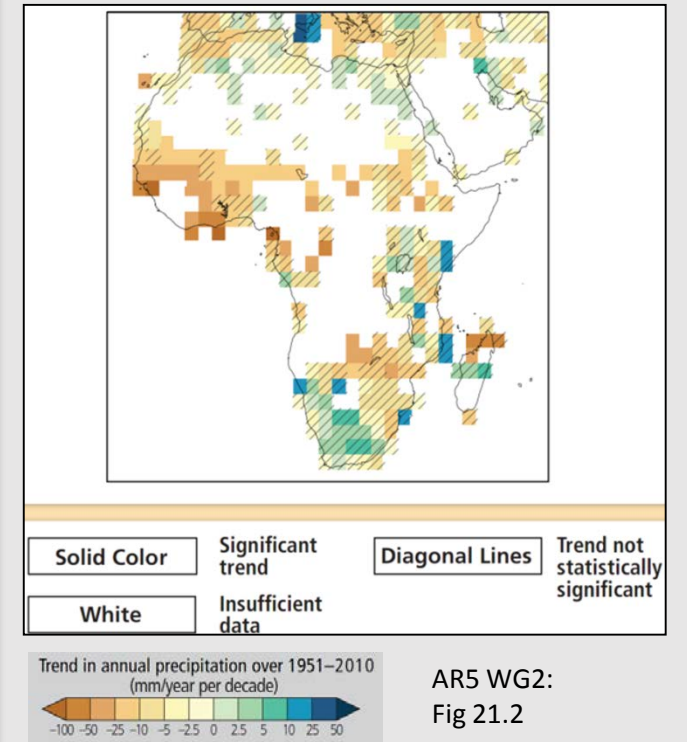 Solid Color
Significant
trend
Diagonal Lines
Trend not
statistically
significant
White
Insufficient
data
Trend in annual precipitation over 1951–2010
(mm/year per decade)
-100 -50 -25 -10 -5 -2.5 0 2.5 5 10 25 50
AR5 WG2:
Fig 21.2